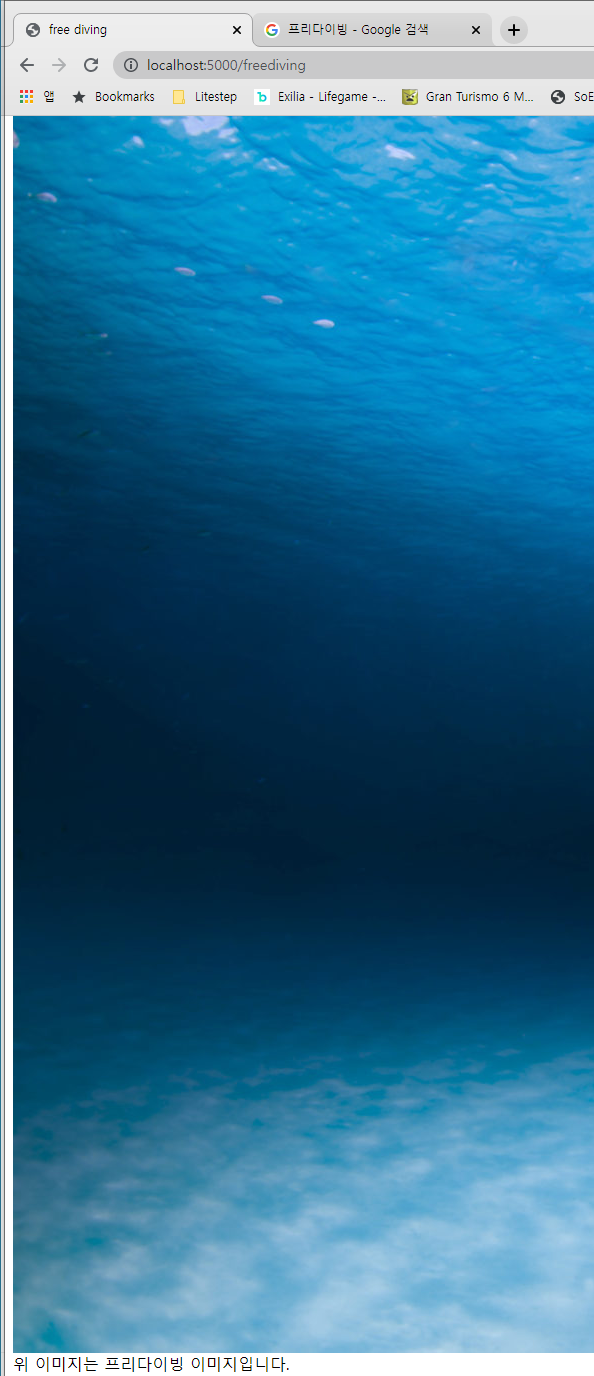 free diving
프리다이빙 - Google 검색
localhost:5000/freediving
앱 Bookmarks Litestep Exilia - Lifegame -... Gran Turismo 6 M... SoE
위 이미지는 프리다이빙 이미지입니다.